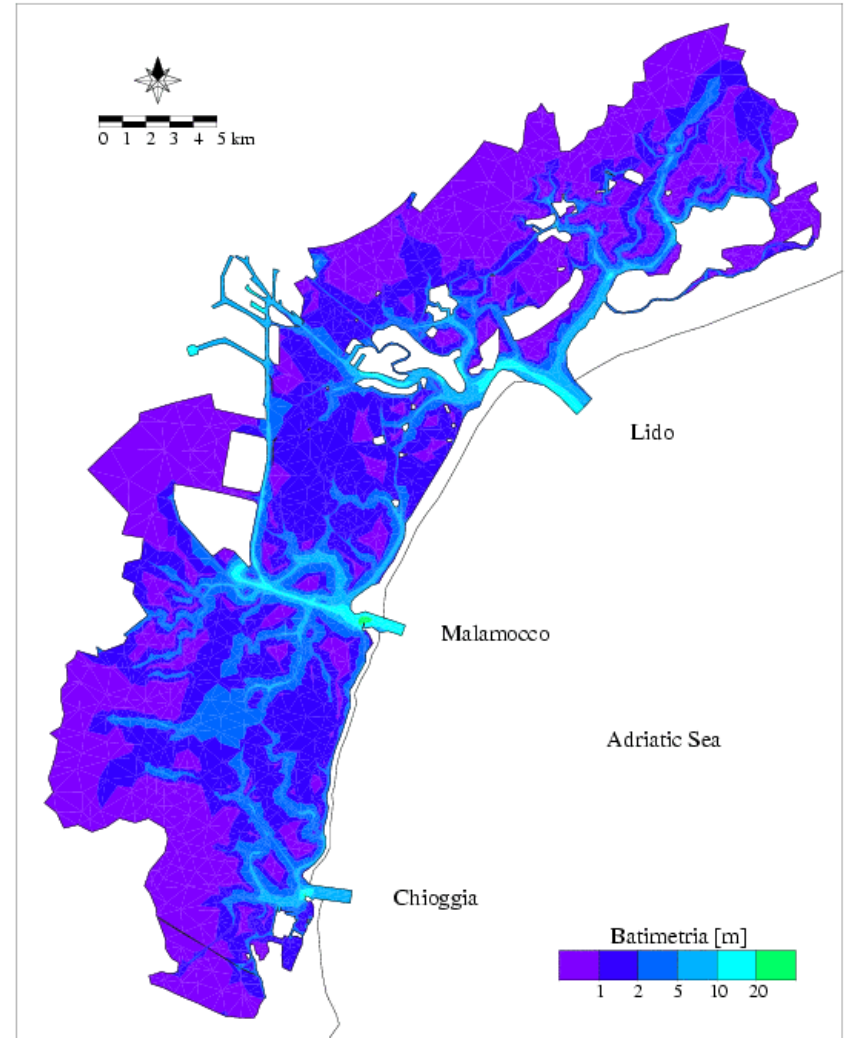 0 1 2 3 4 5 km
Lido
Malamocco
Adriatic Sea
Chioggia
Batimetria [m]
1 2 5 10 20